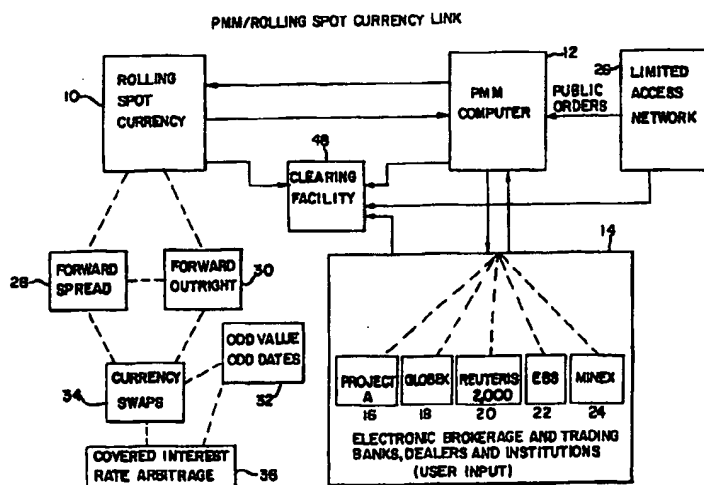 PMM/ROLLING SPOT CURRENCY LINK
10
ROLLING
SPOT
CURRENCY
12
PMM
COMPUTER
PUBLIC
ORDERS
26
LIMITED
ACCESS
NETWORK
48
CLEARING
FACILITY
14
28
FORWARD
SPREAD
FORWARD
OUTRIGHT
30
34
CURRENCY
SWAPS
ODD VALUE
ODD DATES
32
COVERED INTEREST
RATE ARBITRAGE
36
PROJECT
A
16
GLOBEX
18
REUTERIS
2,000
20
EBS
22
MINEX
24
ELECTRONIC BROKERAGE AND TRADING
BANKS, DEALERS AND INSTITUTIONS
(USER INPUT)